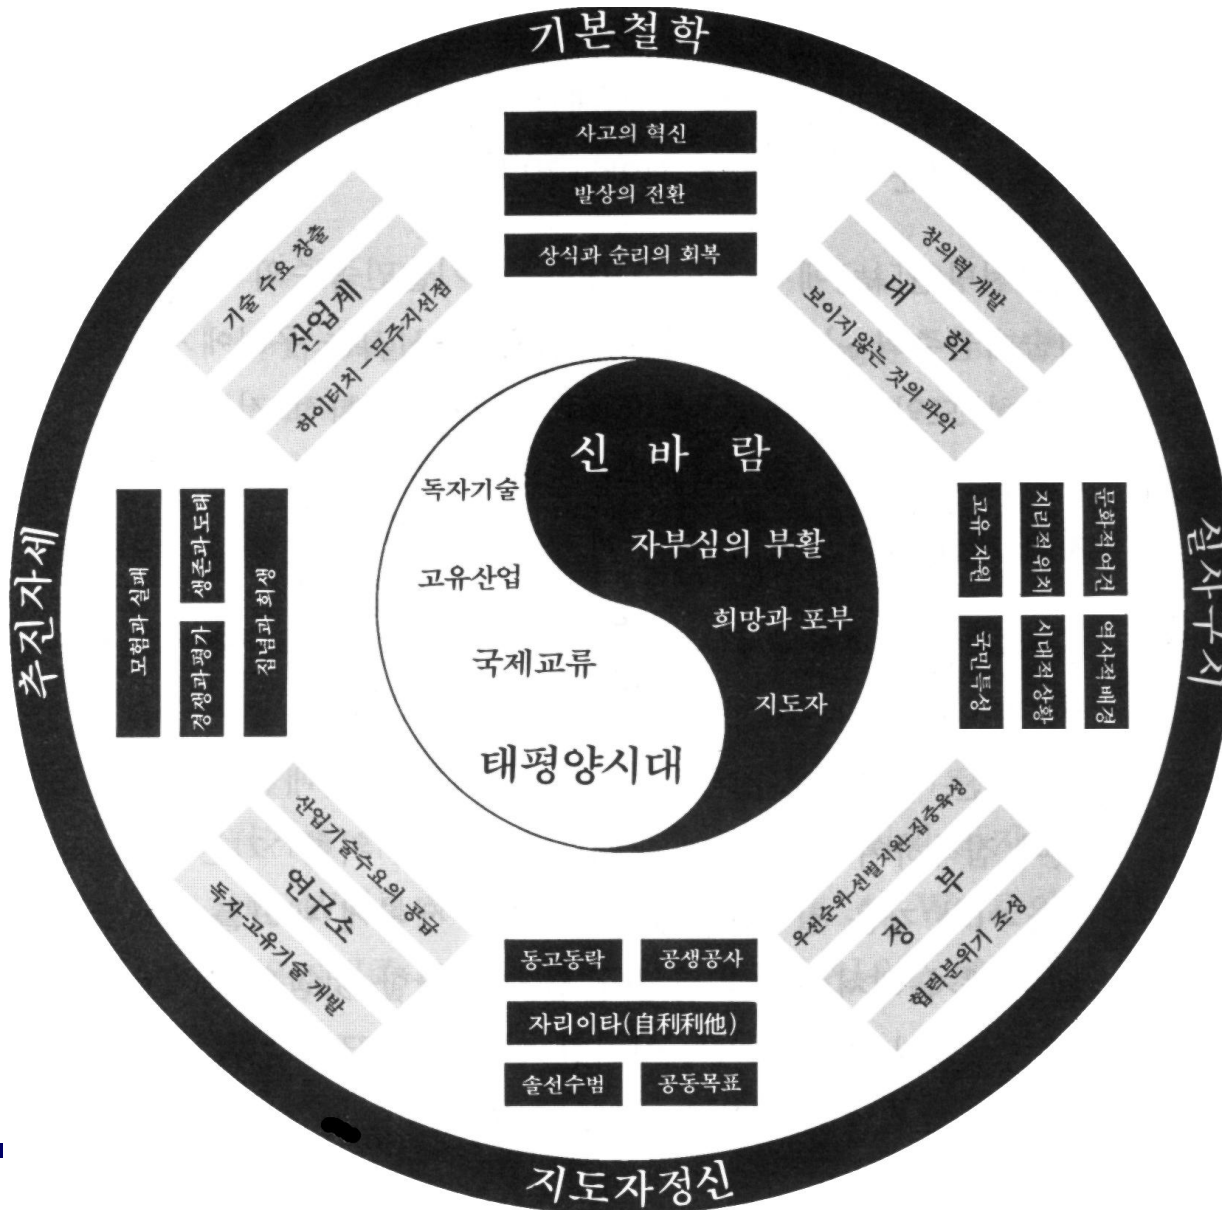 기본철학
사고의 혁신
발상의 전환
상식과 순리의 회복
기술 수요 창출
산업계
하이터치 – 무주지선점
창의력 개발
대 학
보이지 않는 것의 파악
추진자세
모험과 실패
생존과 도태
경쟁과 평가
집념과 희생
신 바 람
자부심의 부활
희망과 포부
지도자
독자기술
고유산업
국제교류
태평양시대
실사구시
문화적 여건
역사적 배경
지리적 위치
시대적 상황
고유 자원
국민특성
산업기술수요의 공급
연구소
독자-고유기술 개발
우선순위-선별지원-집중육성
정 부
협력분위기 조성
동고동락 공생공사
자리이타(自利利他)
솔선수범 공동목표
지도자정신